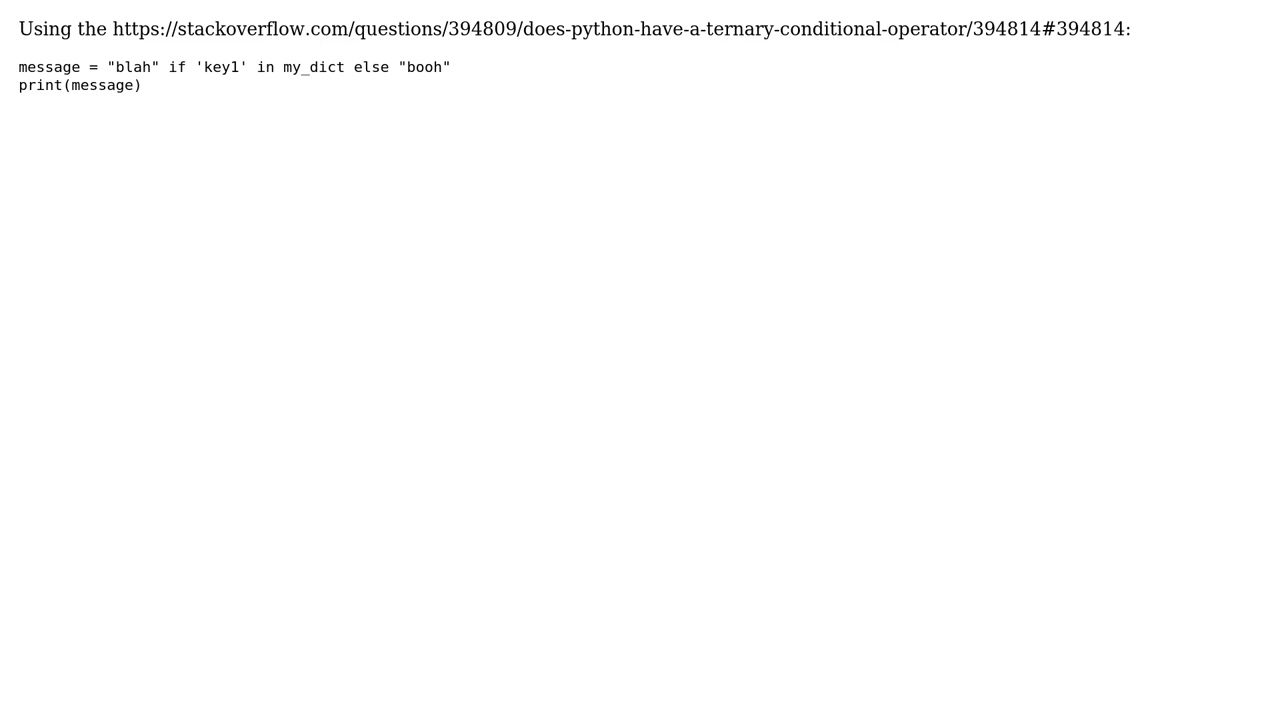 Using the https://stackoverflow.com/questions/394809/does-python-have-a-ternary-conditional-operator/394814#394814:
message = "blah" if 'key1' in my_dict else "booh"
print(message)